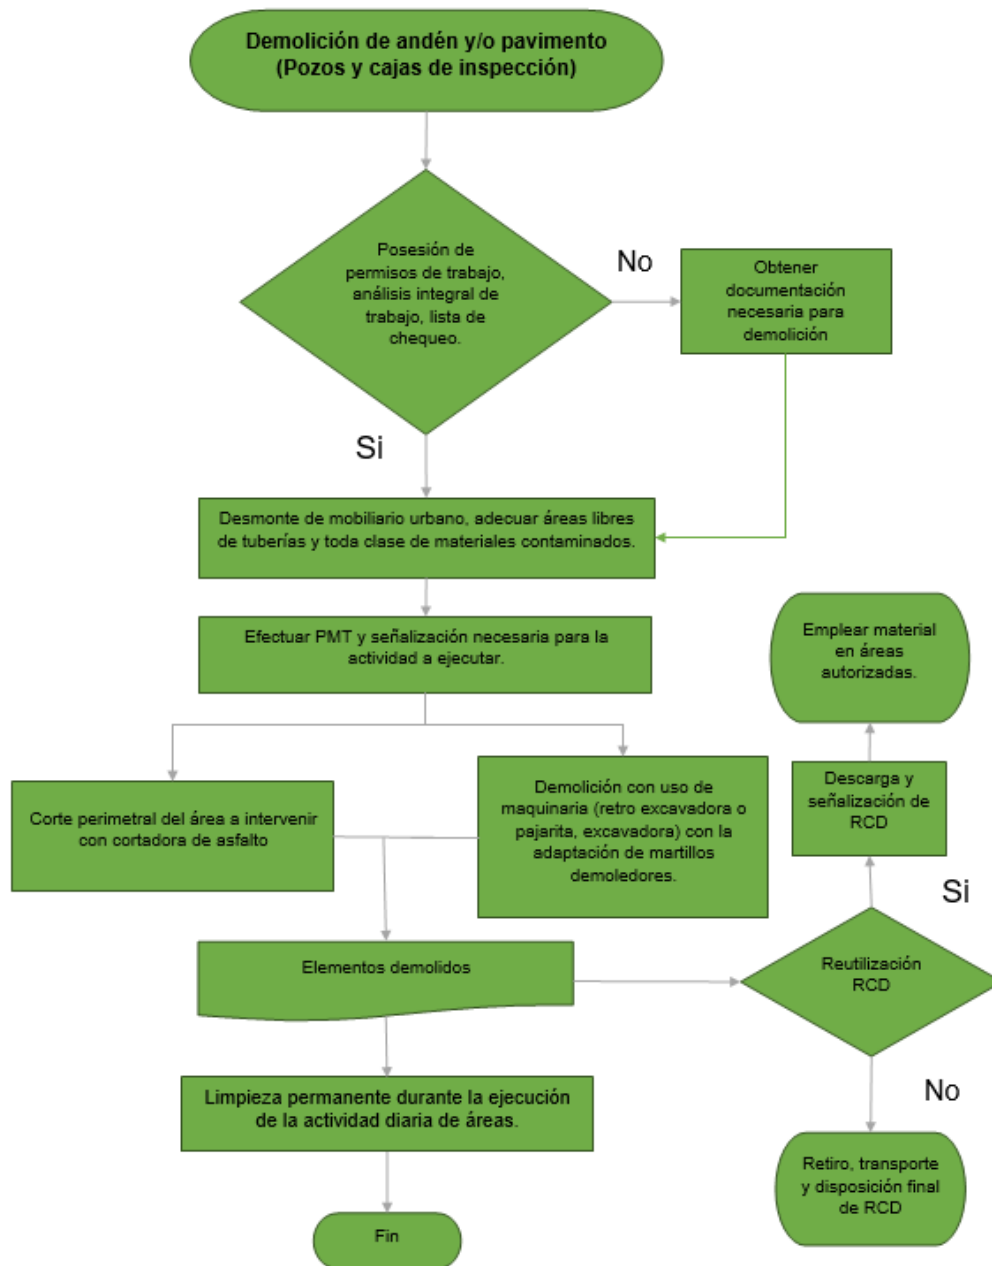 Demolición de andén y/o pavimento
(Pozos y cajas de inspección)
Posesión de
permisos de trabajo,
análisis integral de
trabajo, lista de
chequeo.
No
Obtener
documentación
necesaria para
demolición
Si
Desmonte de mobiliario urbano, adecuar áreas libres
de tuberías y toda clase de materiales contaminados.
Efectuar PMT y señalización necesaria para la
actividad a ejecutar.
Corte perimetral del área a intervenir
con cortadora de asfalto
Demolición con uso de
maquinaria (retro excavadora o
pajarita, excavadora) con la
adaptación de martillos
demoledores.
Elementos demolidos
Reutilización
RCD
Si
Descarga y
señalización de
RCD
Emplear material
en áreas
autorizadas.
No
Retiro, transporte
y disposición final
de RCD
Limpieza permanente durante la ejecución
de la actividad diaria de áreas.
Fin